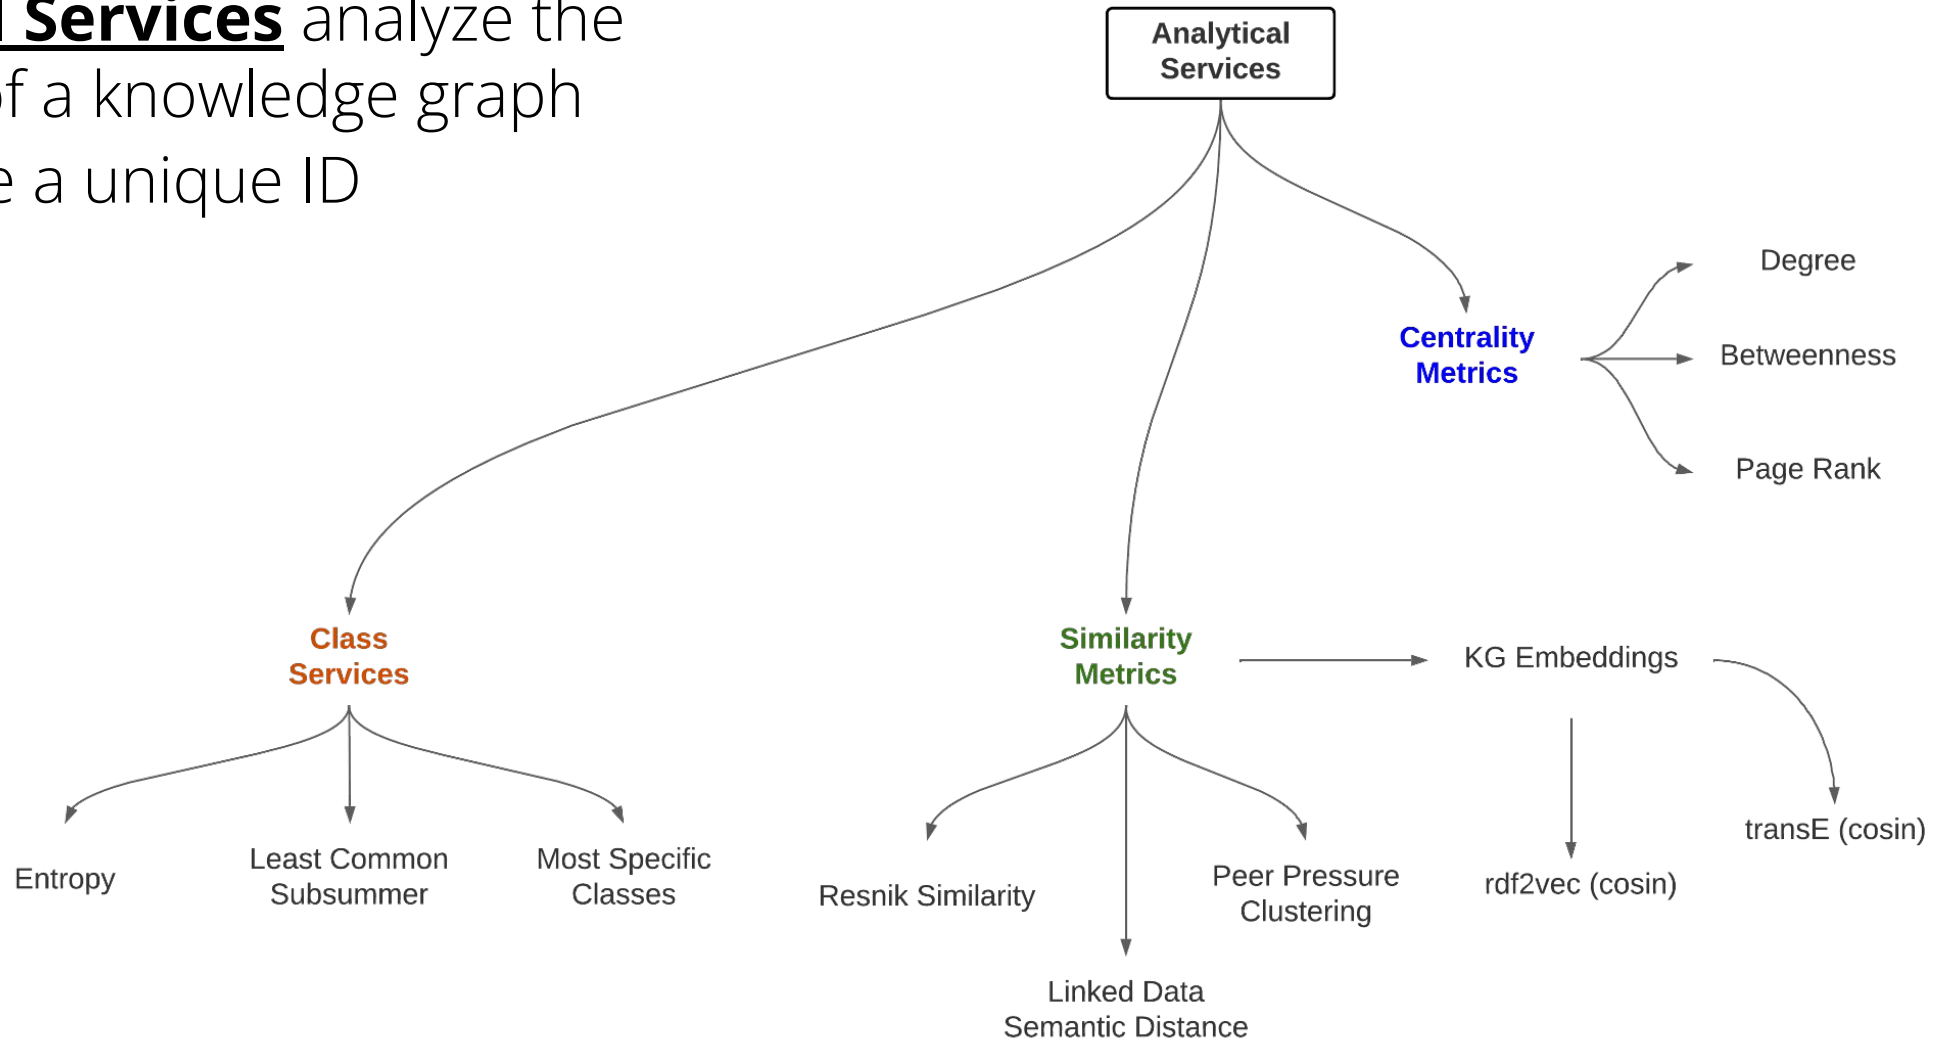 Services analyze the
of a knowledge graph
a unique ID
Analytical
Services
Degree
Centrality
Metrics
Betweenness
Page Rank
Class
Services
Similarity
Metrics
KG Embeddings
transE (cosin)
Entropy
Least Common
Subsummer
Most Specific
Classes
Resnik Similarity
Peer Pressure
Clustering
rdf2vec (cosin)
Linked Data
Semantic Distance